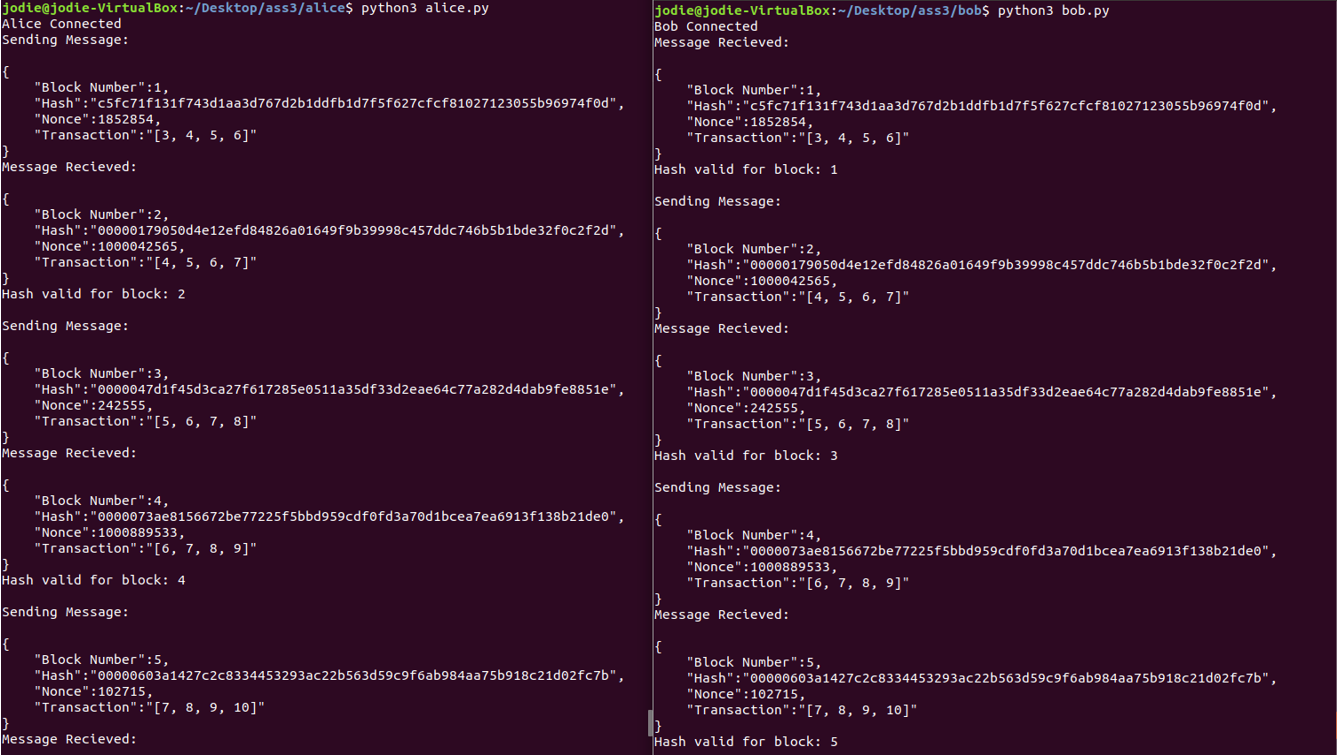 jodie@jodie-VirtualBox:~/Desktop/ass3/alice$ python3 alice.py
Alice Connected
Sending Message:
{
    "Block Number":1,
    "Hash":"c5fc71f131f743d1aa3d767d2b1ddfb1d7f5f627cfcf81027123055b96974f0d",
    "Nonce":1852854,
    "Transaction":"[3, 4, 5, 6]"
}
Message Recieved:
{
    "Block Number":2,
    "Hash":"00000179050d4e12efd84826a01649f9b39998c457ddc746b5b1bde32f0c2f2d",
    "Nonce":1000042565,
    "Transaction":"[4, 5, 6, 7]"
}
Hash valid for block: 2
Sending Message:
{
    "Block Number":3,
    "Hash":"0000047d1f45d3ca27f617285e0511a35df33d2eae64c77a282d4dab9fe8851e",
    "Nonce":242555,
    "Transaction":"[5, 6, 7, 8]"
}
Message Recieved:
{
    "Block Number":4,
    "Hash":"0000073ae8156672be77225f5bbd959cdf0fd3a70d1bcea7ea6913f138b21de0",
    "Nonce":1000889533,
    "Transaction":"[6, 7, 8, 9]"
}
Hash valid for block: 4
Sending Message:
{
    "Block Number":5,
    "Hash":"00000603a1427c2c8334453293ac22b563d59c9f6ab984aa75b918c21d02fc7b",
    "Nonce":102715,
    "Transaction":"[7, 8, 9, 10]"
}
Message Recieved:
jodie@jodie-VirtualBox:~/Desktop/ass3/bob$ python3 bob.py
Bob Connected
Message Recieved:
{
    "Block Number":1,
    "Hash":"c5fc71f131f743d1aa3d767d2b1ddfb1d7f5f627cfcf81027123055b96974f0d",
    "Nonce":1852854,
    "Transaction":"[3, 4, 5, 6]"
}
Hash valid for block: 1
Sending Message:
{
    "Block Number":2,
    "Hash":"00000179050d4e12efd84826a01649f9b39998c457ddc746b5b1bde32f0c2f2d",
    "Nonce":1000042565,
    "Transaction":"[4, 5, 6, 7]"
}
Message Recieved:
{
    "Block Number":3,
    "Hash":"0000047d1f45d3ca27f617285e0511a35df33d2eae64c77a282d4dab9fe8851e",
    "Nonce":242555,
    "Transaction":"[5, 6, 7, 8]"
}
Hash valid for block: 3
Sending Message:
{
    "Block Number":4,
    "Hash":"0000073ae8156672be77225f5bbd959cdf0fd3a70d1bcea7ea6913f138b21de0",
    "Nonce":1000889533,
    "Transaction":"[6, 7, 8, 9]"
}
Message Recieved:
{
    "Block Number":5,
    "Hash":"00000603a1427c2c8334453293ac22b563d59c9f6ab984aa75b918c21d02fc7b",
    "Nonce":102715,
    "Transaction":"[7, 8, 9, 10]"
}
Hash valid for block: 5